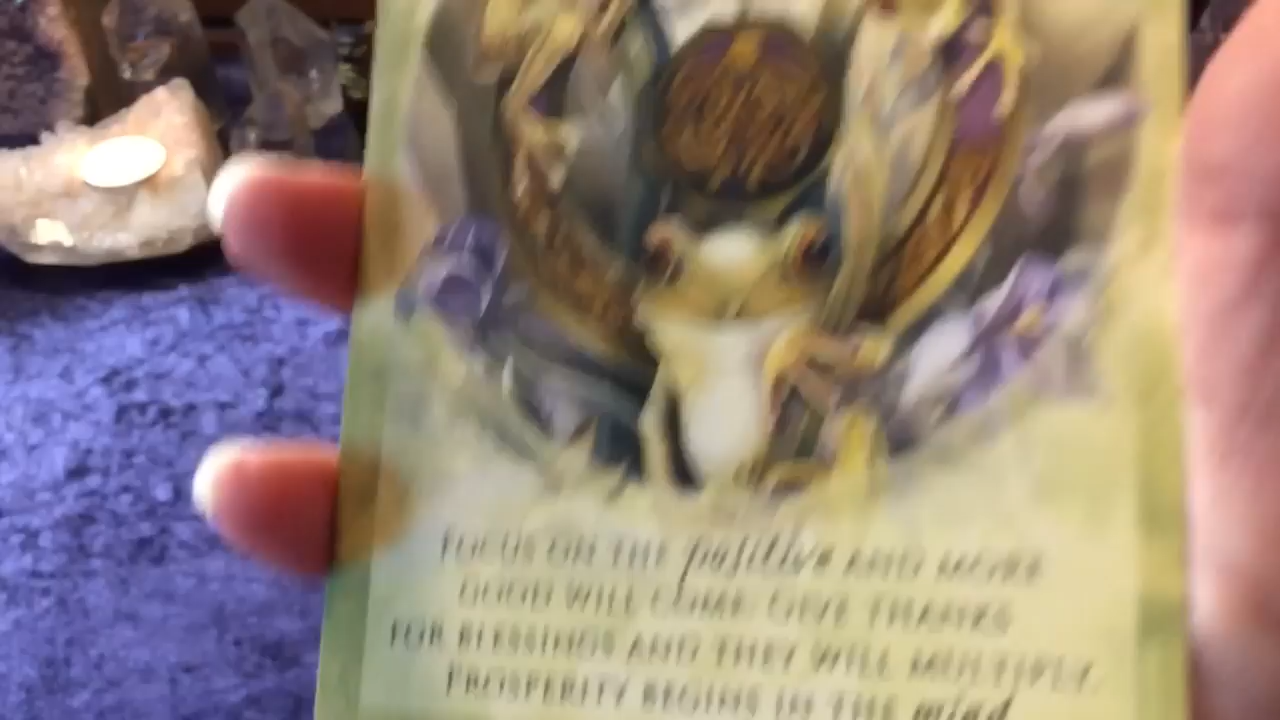 FOCUS ON THE positive AND MORE
GOOD WILL COME. GIVE THANKS
FOR BLESSINGS AND THEY WILL MULTIPLY.
PROSPERITY BEGINS IN THE mind